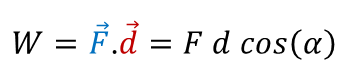 W = F⃗.d⃗ = F d cos(α)